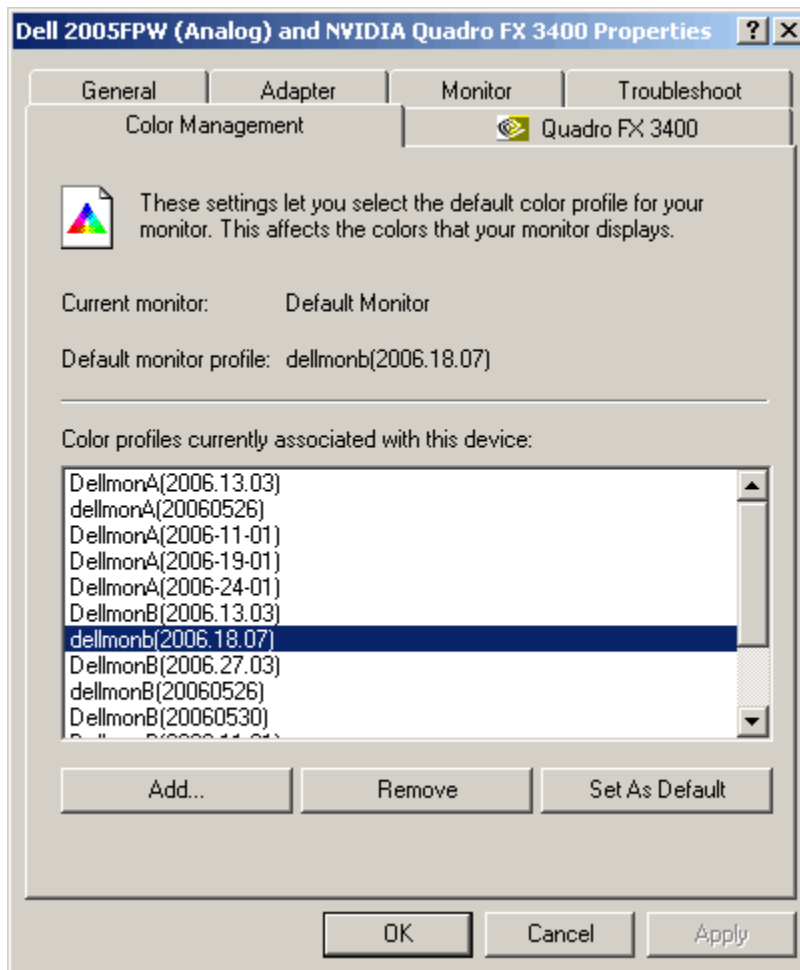 Dell 2005FPW (Analog) and NVIDIA Quadro FX 3400 Properties
General Adapter Monitor Troubleshoot
Color Management Quadro FX 3400
These settings let you select the default color profile for your
monitor. This affects the colors that your monitor displays.
Current monitor: Default Monitor
Default monitor profile: dellmonb(2006.18.07)
Color profiles currently associated with this device:
DellmonA(2006.13.03)
dellmonA(20060526)
DellmonA(2006-11-01)
DellmonA(2006-19-01)
DellmonA(2006-24-01)
DellmonB(2006.13.03)
dellmonb(2006.18.07)
DellmonB(2006.27.03)
dellmonB(20060526)
DellmonB(20060530)
Add... Remove Set As Default
OK Cancel Apply